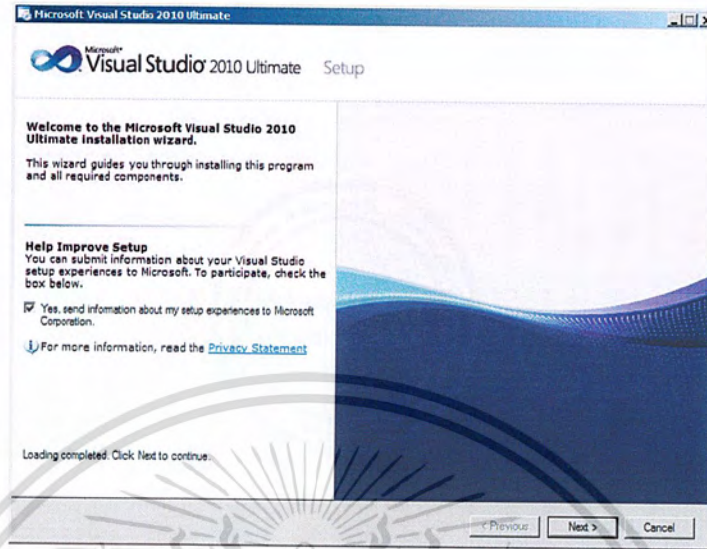 Microsoft Visual Studio 2010 Ultimate
Microsoft®
Visual Studio® 2010 Ultimate Setup
Welcome to the Microsoft Visual Studio 2010
Ultimate installation wizard.
This wizard guides you through installing this program
and all required components.
Help Improve Setup
You can submit information about your Visual Studio
setup experiences to Microsoft. To participate, check the
box below.
Yes, send information about my setup experiences to Microsoft
Corporation.
For more information, read the Privacy Statement
Loading completed. Click Next to continue.
< Previous
Next >
Cancel